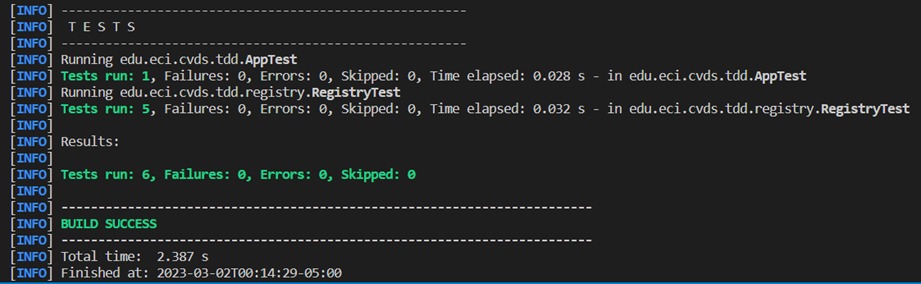 [INFO] -------------------------------------------------------
[INFO]  T E S T S
[INFO] -------------------------------------------------------
[INFO] Running edu.eci.cvds.tdd.AppTest
[INFO] Tests run: 1, Failures: 0, Errors: 0, Skipped: 0, Time elapsed: 0.028 s - in edu.eci.cvds.tdd.AppTest
[INFO] Running edu.eci.cvds.tdd.registry.RegistryTest
[INFO] Tests run: 5, Failures: 0, Errors: 0, Skipped: 0, Time elapsed: 0.032 s - in edu.eci.cvds.tdd.registry.RegistryTest
[INFO]
[INFO] Results:
[INFO]
[INFO] Tests run: 6, Failures: 0, Errors: 0, Skipped: 0
[INFO]
[INFO] ------------------------------------------------------------------------
[INFO] BUILD SUCCESS
[INFO] ------------------------------------------------------------------------
[INFO] Total time:  2.387 s
[INFO] Finished at: 2023-03-02T00:14:29-05:00